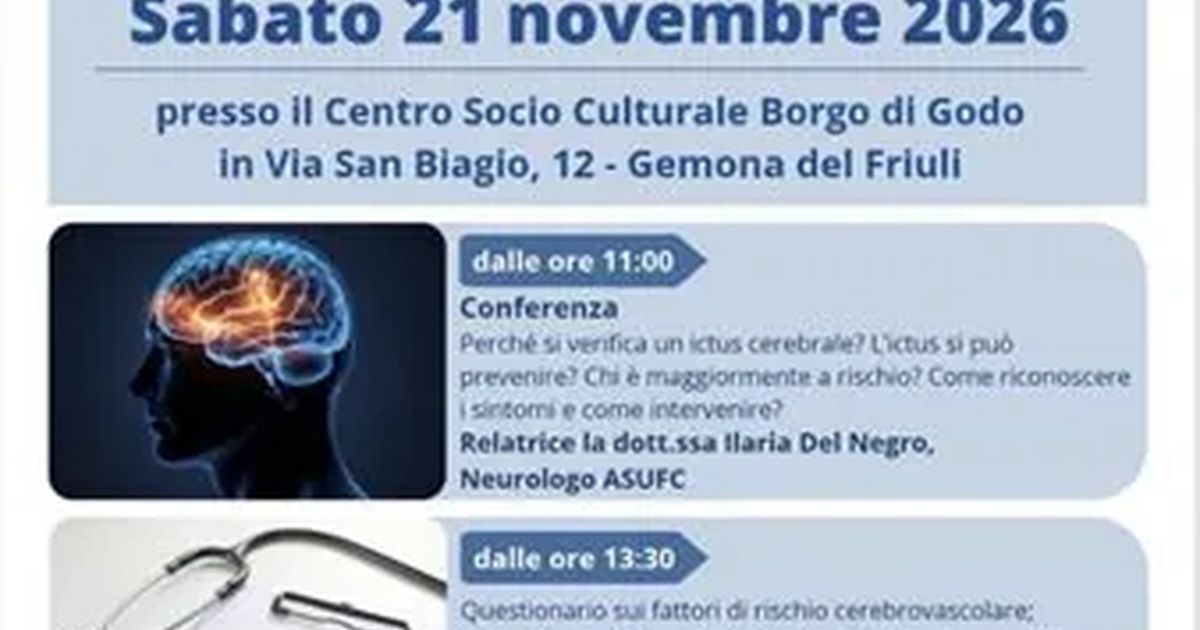 Sabato 21 novembre 2026
presso il Centro Socio Culturale Borgo di Godo
in Via San Biagio, 12 - Gemona del Friuli
dalle ore 11:00
Conferenza
Perché si verifica un ictus cerebrale? L'ictus si può
prevenire? Chi è maggiormente a rischio? Come riconoscere
i sintomi e come intervenire?
Relatrice la dott.ssa Ilaria Del Negro,
Neurologo ASUFC
dalle ore 13:30
Questionario sui fattori di rischio cerebrovascolare;